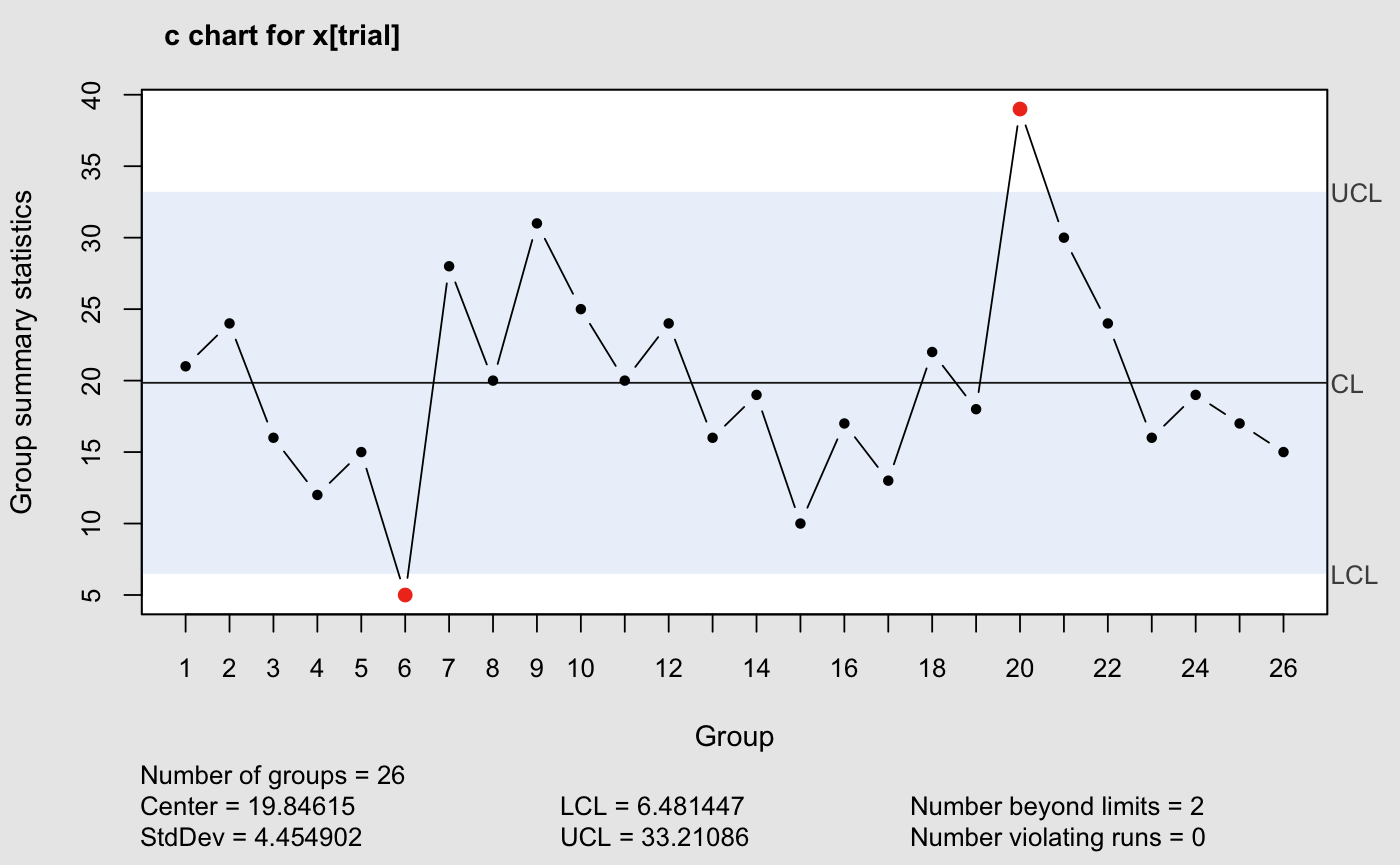 c chart for x[trial]
Group summary statistics
40
35
30
25
20
15
10
5
UCL
CL
LCL
1 2 3 4 5 6 7 8 9 10 12 14 16 18 20 22 24 26
Group
Number of groups = 26
Center = 19.84615 LCL = 6.481447 Number beyond limits = 2
StdDev = 4.454902 UCL = 33.21086 Number violating runs = 0